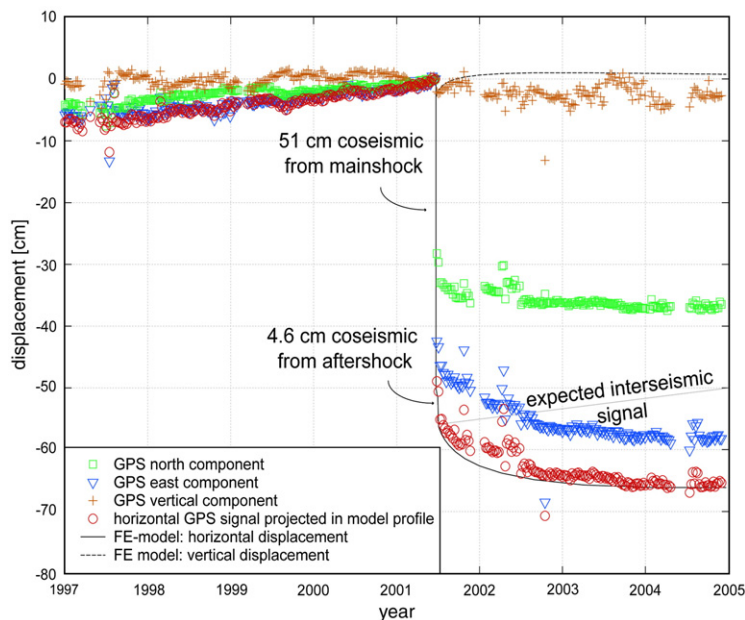 10
0
-10
-20
-30
-40
-50
-60
-70
-80
displacement [cm]
51 cm coseismic
from mainshock
4.6 cm coseismic
from aftershock
expected interseismic
signal
GPS north component
GPS east component
GPS vertical component
horizontal GPS signal projected in model profile
FE-model: horizontal displacement
FE model: vertical displacement
1997 1998 1999 2000 2001 2002 2003 2004 2005
year